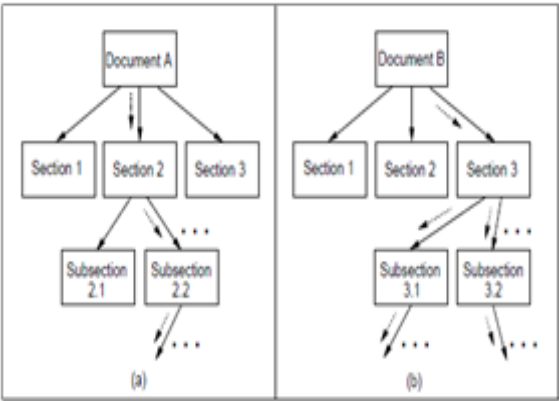 Document A
Section 1
Section 2
Section 3
Subsection
2.1
Subsection
2.2
(a)
Document B
Section 1
Section 2
Section 3
Subsection
3.1
Subsection
3.2
(b)